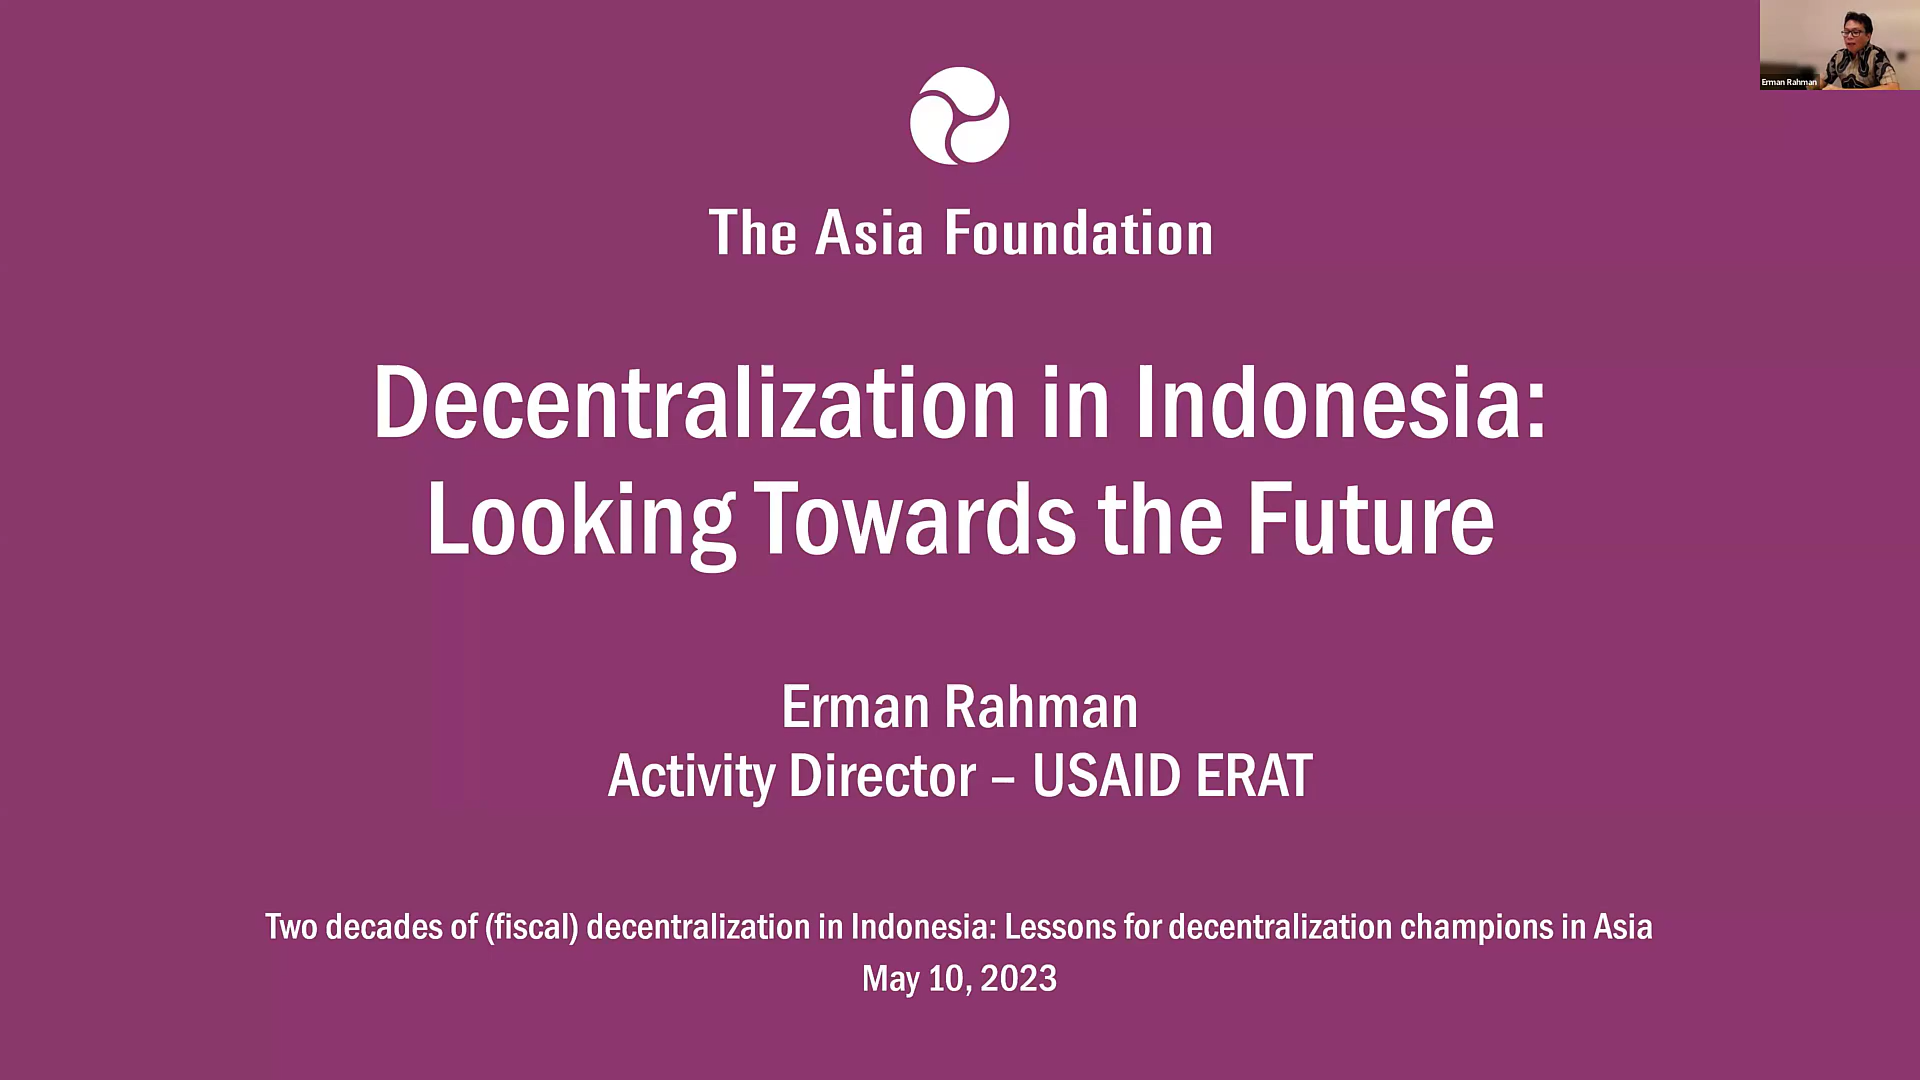 The Asia Foundation
Decentralization in Indonesia:
Looking Towards the Future
Erman Rahman
Activity Director – USAID ERAT
Two decades of (fiscal) decentralization in Indonesia: Lessons for decentralization champions in Asia
May 10, 2023
Erman Rahman